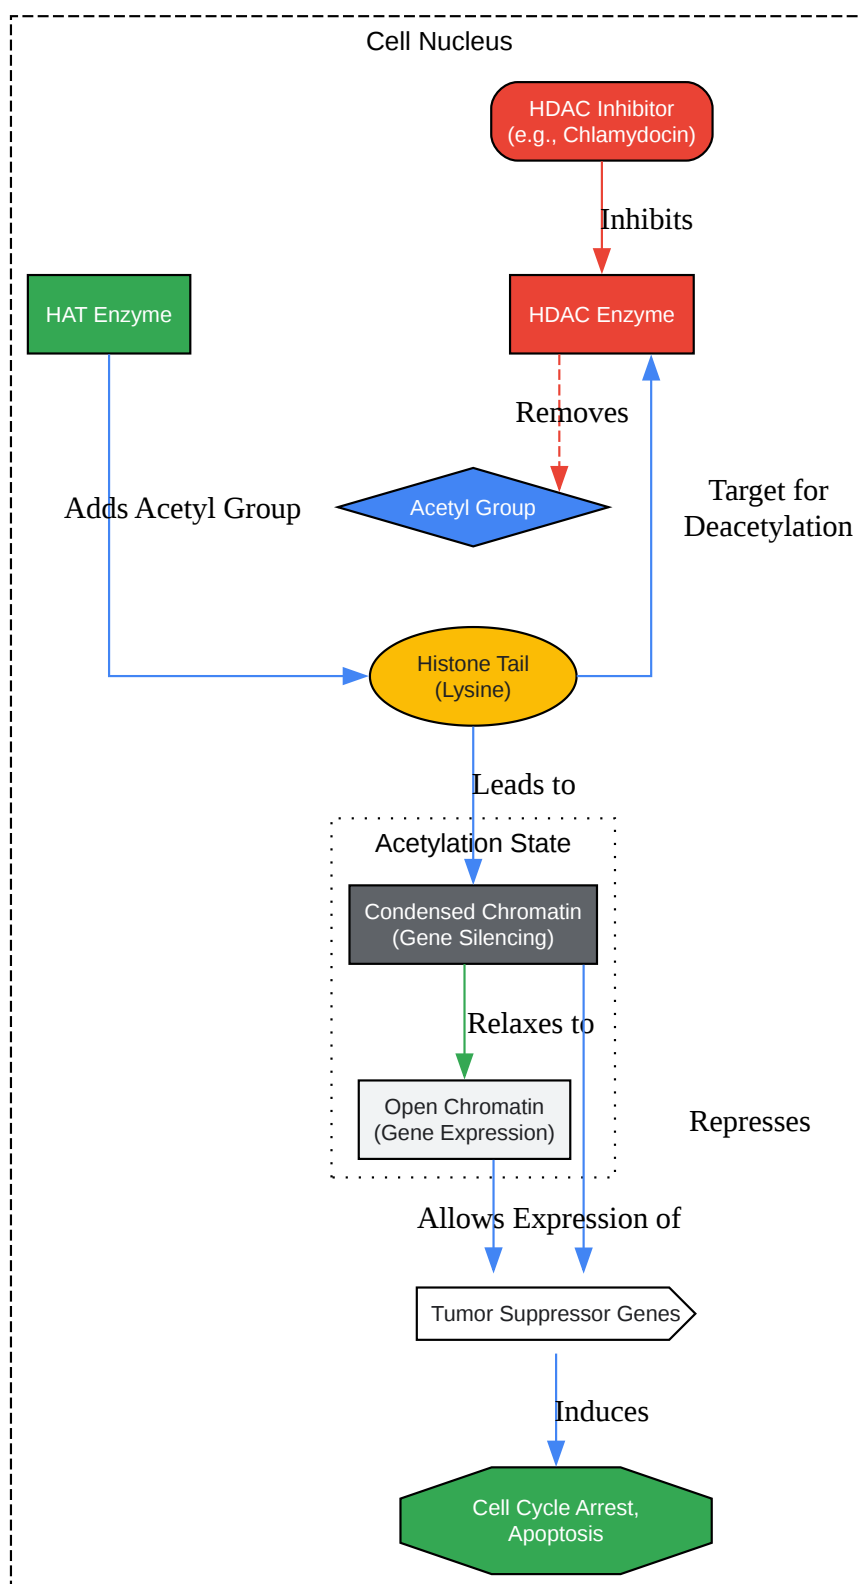 Cell Nucleus
HDAC Inhibitor
(e.g., Chlamydocin)
Inhibits
HAT Enzyme
HDAC Enzyme
Removes
Adds Acetyl Group
Acetyl Group
Target for
Deacetylation
Histone Tail
(Lysine)
Leads to
Acetylation State
Condensed Chromatin
(Gene Silencing)
Relaxes to
Open Chromatin
(Gene Expression)
Represses
Allows Expression of
Tumor Suppressor Genes
Induces
Cell Cycle Arrest,
Apoptosis